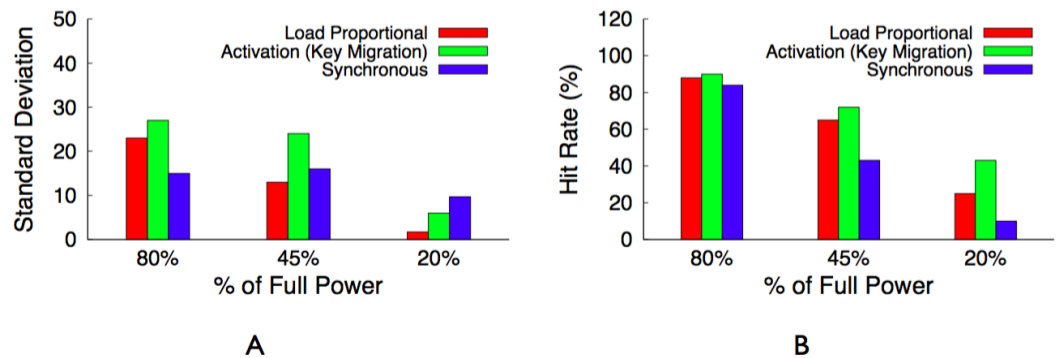 50
40
30
20
10
0
Standard Deviation
Load Proportional
Activation (Key Migration)
Synchronous
80% 45% 20%
% of Full Power
A
120
100
80
60
40
20
0
Hit Rate (%)
Load Proportional
Activation (Key Migration)
Synchronous
80% 45% 20%
% of Full Power
B